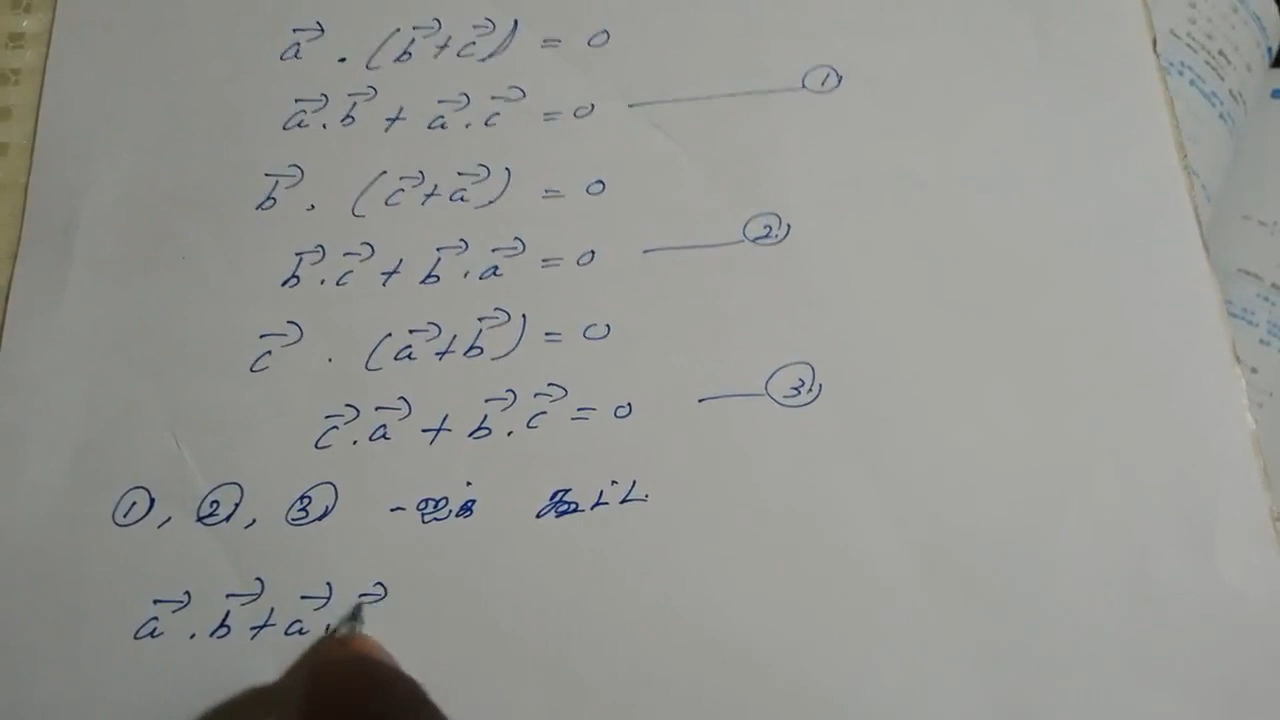 a⃗ . (b⃗+c⃗) = 0
a⃗.b⃗ + a⃗.c⃗ =0 ——— ①
b⃗ . (c⃗+a⃗) = 0
b⃗.c⃗ + b⃗.a⃗ =0 ——— ②
c⃗ . (a⃗+b⃗) = 0
c⃗.a⃗ + b⃗.c⃗ =0 ——— ③
①, ②, ③ -ஐக் கூட்ட
a⃗.b⃗+a⃗.